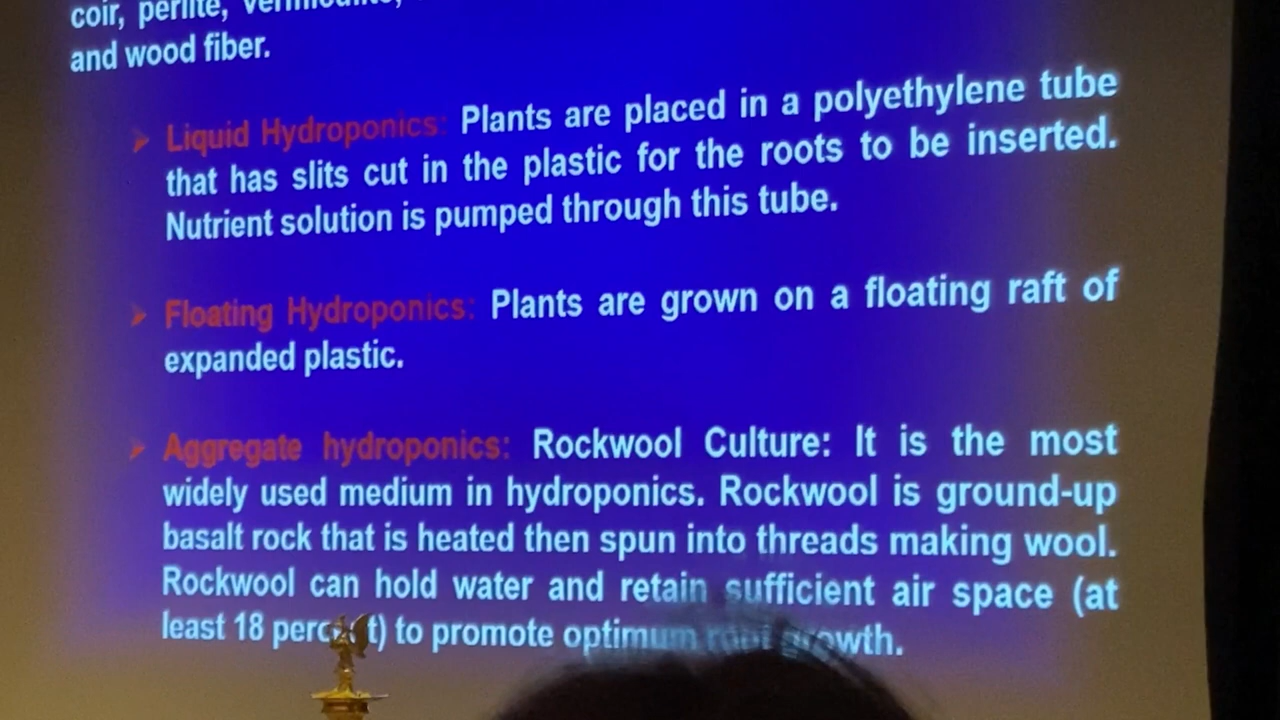 coir, perlite, vermiculite,
and wood fiber.
➢ Liquid Hydroponics: Plants are placed in a polyethylene tube
that has slits cut in the plastic for the roots to be inserted.
Nutrient solution is pumped through this tube.
➢ Floating Hydroponics: Plants are grown on a floating raft of
expanded plastic.
➢ Aggregate hydroponics: Rockwool Culture: It is the most
widely used medium in hydroponics. Rockwool is ground-up
basalt rock that is heated then spun into threads making wool.
Rockwool can hold water and retain sufficient air space (at
least 18 percent) to promote optimum root growth.